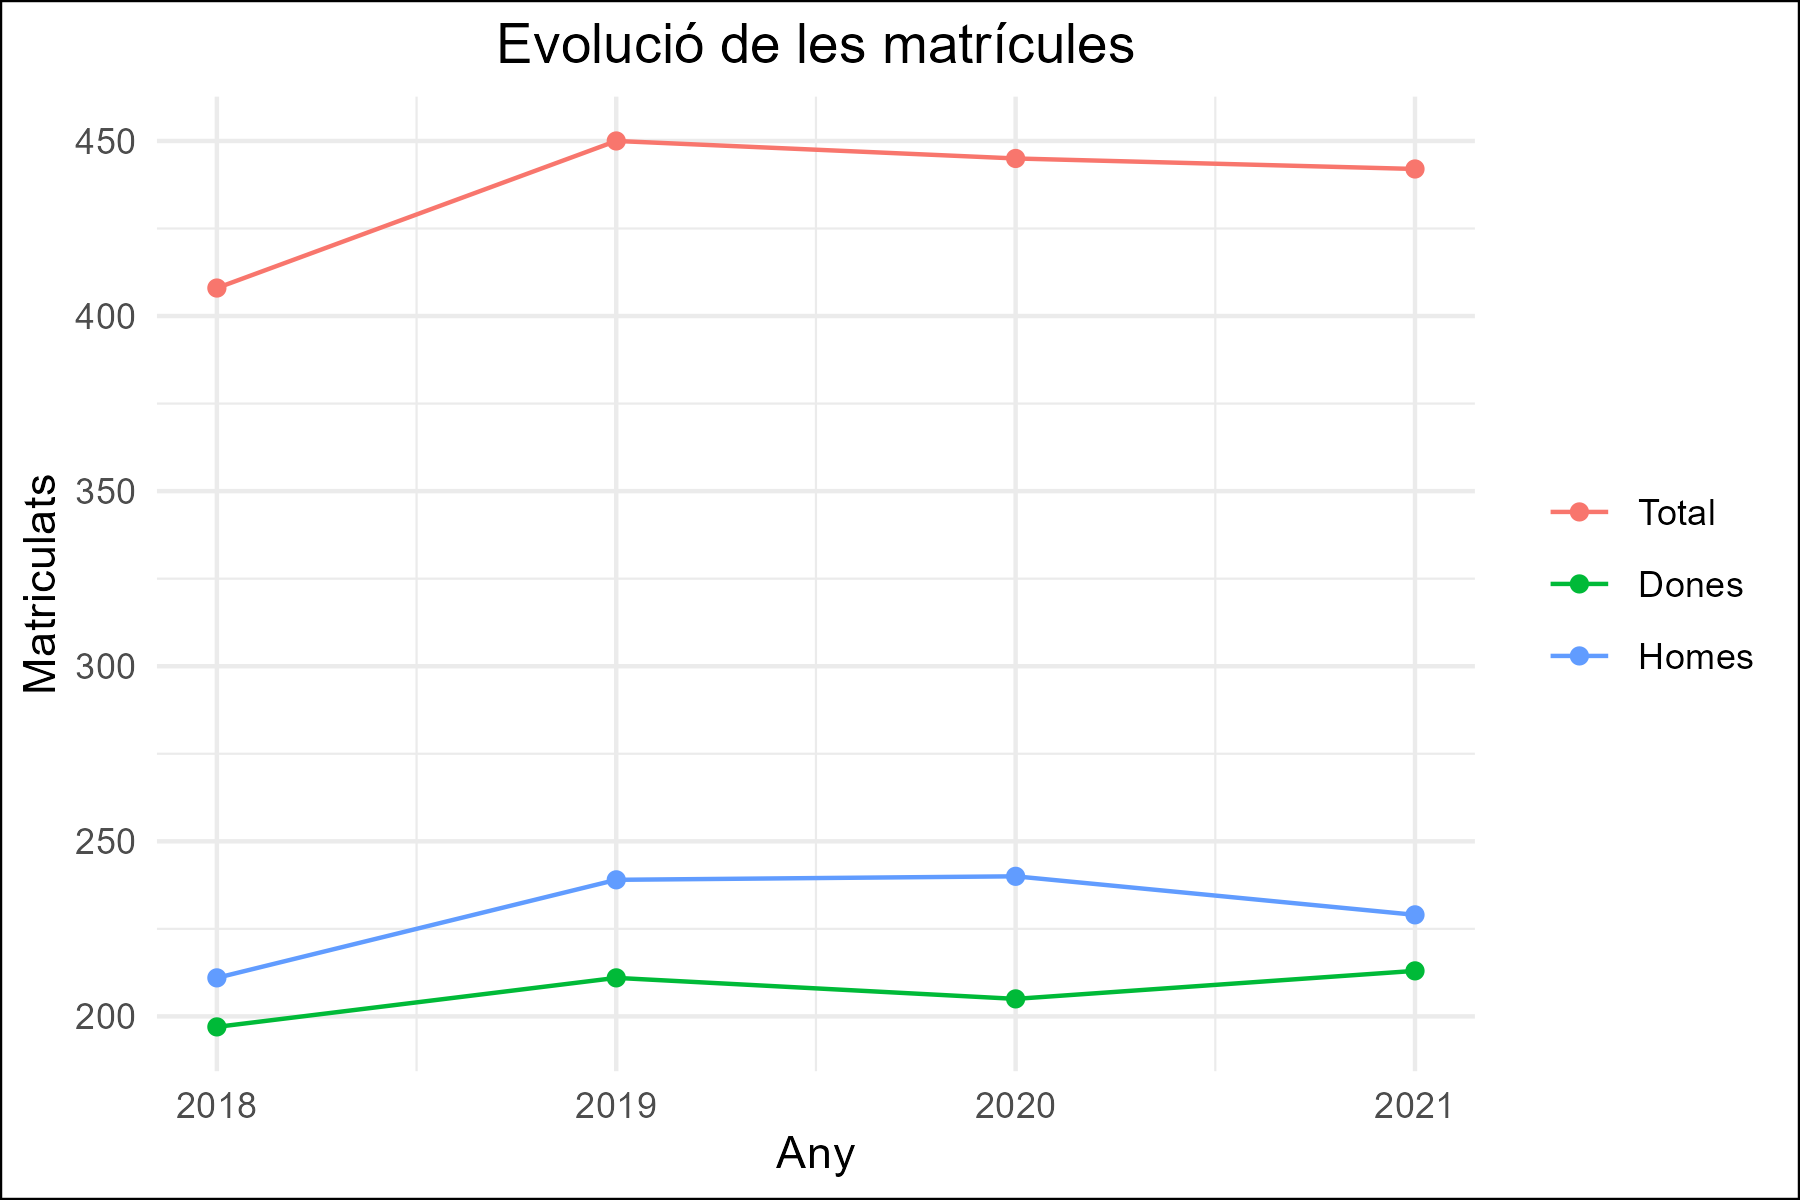 Evolució de les matrícules
Matriculats
450
400
350
300
250
200
2018 2019 2020 2021
Any
Total
Dones
Homes